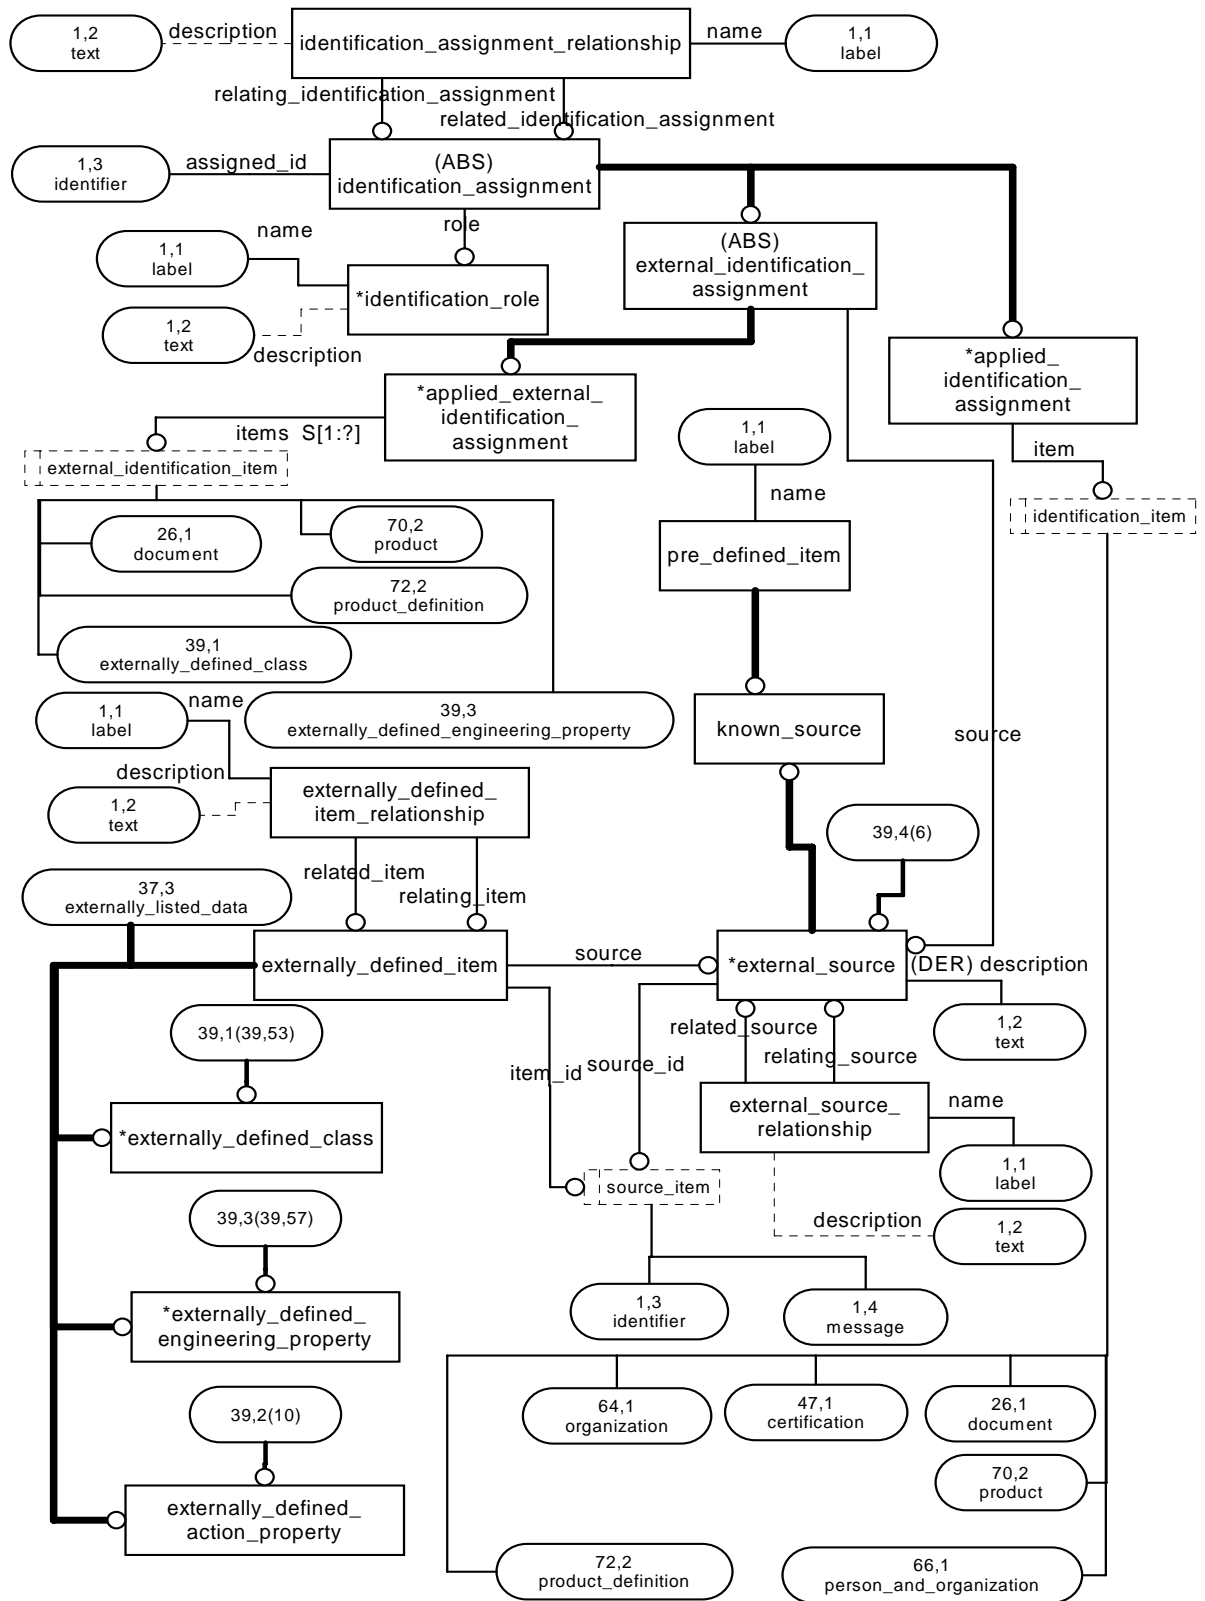 1,2
text
description
identification_assignment_relationship
name
1,1
label
relating_identification_assignment
related_identification_assignment
1,3
identifier
assigned_id
(ABS)
identification_assignment
role
name
1,1
label
*identification_role
1,2
text
description
(ABS)
external_identification_
assignment
*applied_
identification_
assignment
*applied_external_
identification_
assignment
items S[1:?]
external_identification_item
1,1
label
name
item
identification_item
26,1
document
70,2
product
72,2
product_definition
39,1
externally_defined_class
39,3
externally_defined_engineering_property
pre_defined_item
known_source
source
name
1,1
label
description
1,2
text
externally_defined_
item_relationship
39,4(6)
related_item
relating_item
37,3
externally_listed_data
externally_defined_item
source
*external_source
(DER) description
1,2
text
39,1(39,53)
item_id
source_id
related_source
relating_source
*externally_defined_class
external_source_
relationship
name
1,1
label
source_item
description
1,2
text
39,3(39,57)
*externally_defined_
engineering_property
1,3
identifier
1,4
message
39,2(10)
64,1
organization
47,1
certification
26,1
document
70,2
product
externally_defined_
action_property
72,2
product_definition
66,1
person_and_organization